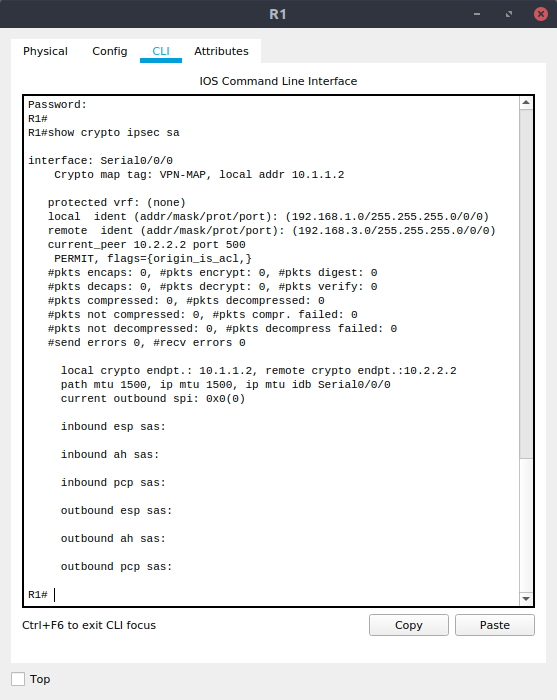 R1
Physical Config CLI Attributes
IOS Command Line Interface
Password:
R1#
R1#show crypto ipsec sa
interface: Serial0/0/0
Crypto map tag: VPN-MAP, local addr 10.1.1.2
protected vrf: (none)
local  ident (addr/mask/prot/port): (192.168.1.0/255.255.255.0/0/0)
remote  ident (addr/mask/prot/port): (192.168.3.0/255.255.255.0/0/0)
current_peer 10.2.2.2 port 500
PERMIT, flags={origin_is_acl,}
#pkts encaps: 0, #pkts encrypt: 0, #pkts digest: 0
#pkts decaps: 0, #pkts decrypt: 0, #pkts verify: 0
#pkts compressed: 0, #pkts decompressed: 0
#pkts not compressed: 0, #pkts compr. failed: 0
#pkts not decompressed: 0, #pkts decompress failed: 0
#send errors 0, #recv errors 0
local crypto endpt.: 10.1.1.2, remote crypto endpt.:10.2.2.2
path mtu 1500, ip mtu 1500, ip mtu idb Serial0/0/0
current outbound spi: 0x0(0)
inbound esp sas:
inbound ah sas:
inbound pcp sas:
outbound esp sas:
outbound ah sas:
outbound pcp sas:
R1#
Ctrl+F6 to exit CLI focus Copy Paste
Top